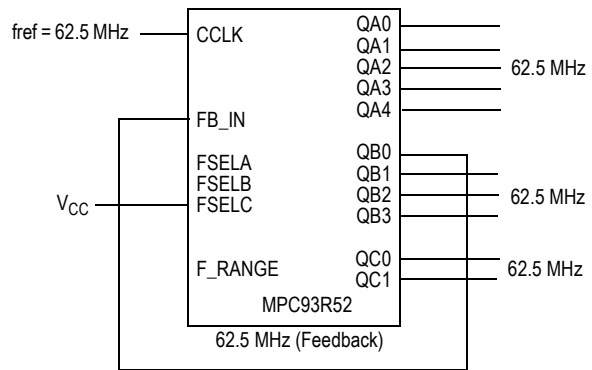 fref = 62.5 MHz
CCLK
QA0
QA1
QA2
QA3
QA4
62.5 MHz
FB_IN
QB0
QB1
QB2
QB3
62.5 MHz
FSELA
FSELB
FSELC
VCC
F_RANGE
QC0
QC1
62.5 MHz
MPC93R52
62.5 MHz (Feedback)